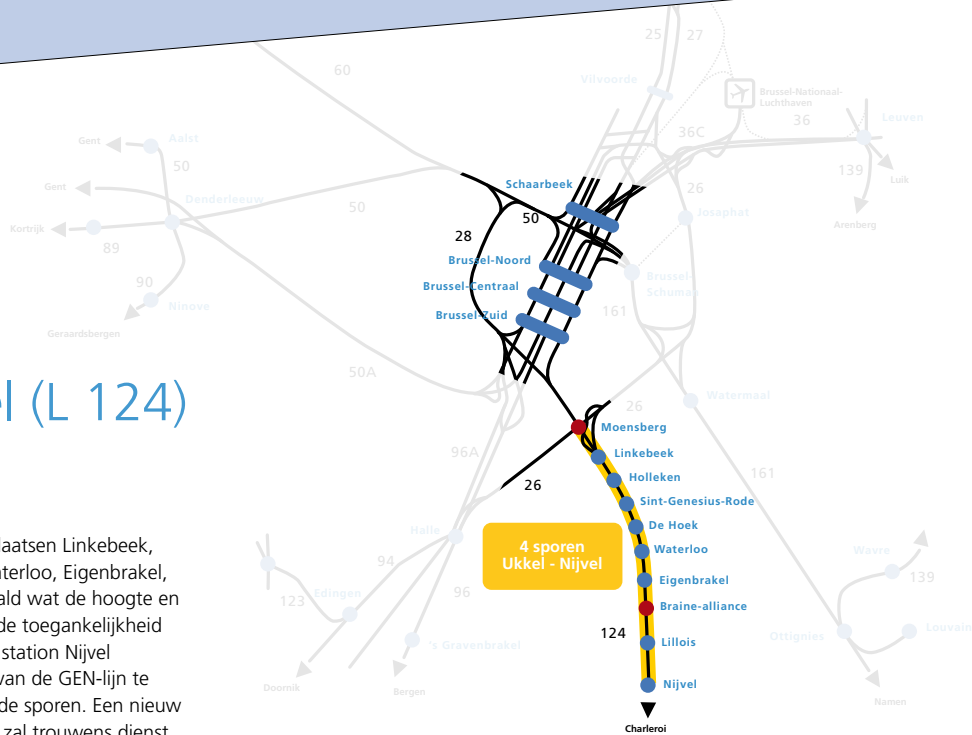 25
27
60
Vilvoorde
Brussel-Nationaal-
Luchthaven
36
36C
Leuven
Gent
Aalst
50
139
Luik
Schaarbeek
26
Gent
Denderleeuw
50
50
Josaphat
Arenberg
Kortrijk
89
28
Brussel-Noord
90
Brussel-
Schuman
Brussel-Centraal
Ninove
161
Brussel-Zuid
Geraardsbergen
50A
el (L 124)
Watermaal
26
Moensberg
96A
Linkebeek
161
Holleken
26
Sint-Genesius-Rode
De Hoek
Halle
4 sporen
Ukkel - Nijvel
laatsen Linkebeek,
Waterloo
Wavre
94
terloo, Eigenbrakel,
Eigenbrakel
139
96
ald wat de hoogte en
123
Edingen
Braine-alliance
de toegankelijkheid
124
Ottignies
Louvain
station Nijvel
's Gravenbrakel
Lillois
van de GEN-lijn te
Doornik
Bergen
Nijvel
de sporen. Een nieuw
Namen
zal trouwens dienst
Charleroi